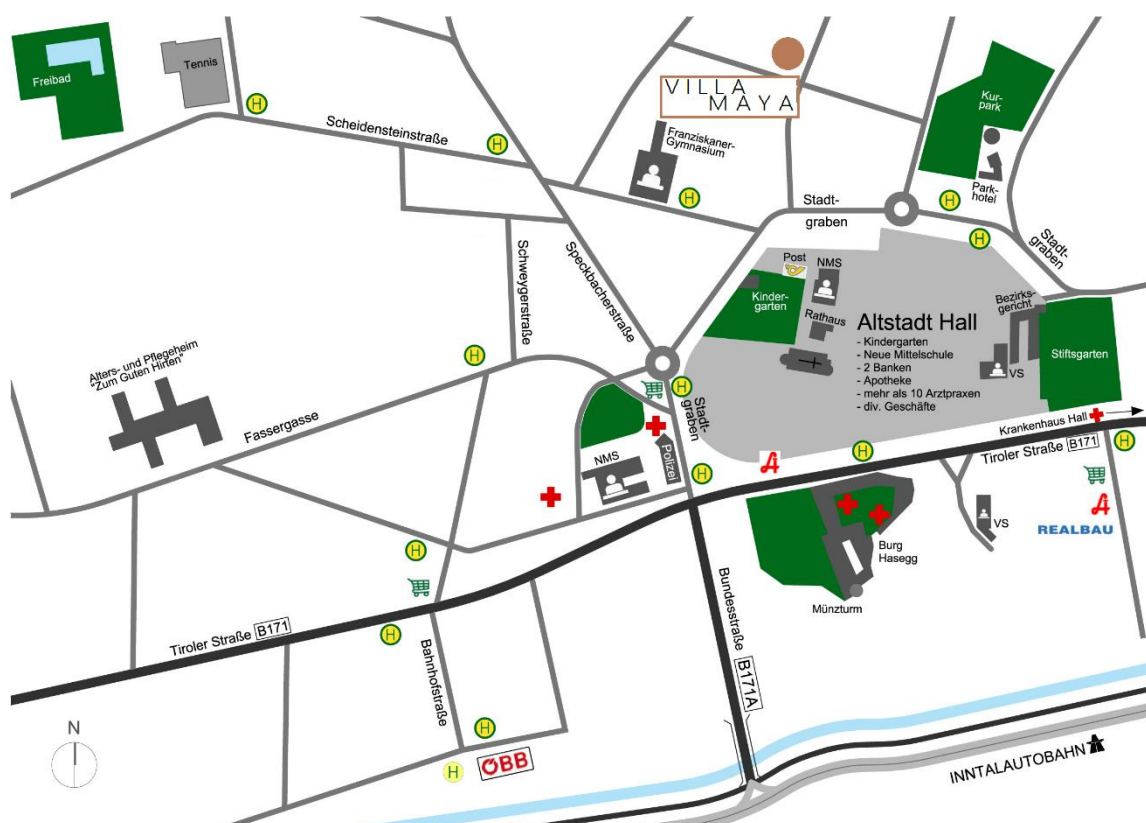 Freibad
Tennis
H
Scheidensteinstraße
H
VILLA
MAYA
Franziskaner-
Gymnasium
H
Kur-
park
Park-
hotel
H
Stadt-
graben
H
Stadt-
graben
Schweygerstraße
Speckbacherstraße
Post
NMS
Kinder-
garten
Rathaus
Altstadt Hall
- Kindergarten
- Neue Mittelschule
- 2 Banken
- Apotheke
- mehr als 10 Arztpraxen
- div. Geschäfte
Bezirks-
gericht
VS
Stiftsgarten
Alters- und Pflegeheim
"Zum Guten Hirten"
H
Fassergasse
H
Stadt-
graben
Polizei
NMS
H
H
Krankenhaus Hall
Tiroler Straße B171
H
REALBAU
VS
Burg
Hasegg
Münzturm
H
Tiroler Straße B171
H
Bahnhofstraße
Bundesstraße
B171A
H
H
ÖBB
N
INNTALAUTOBAHN